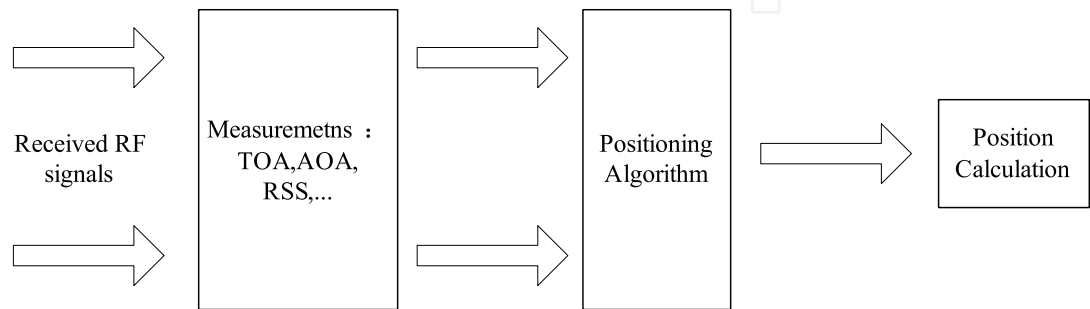 Received RF
signals
Measuremetns ：
TOA,AOA,
RSS,...
Positioning
Algorithm
Position
Calculation